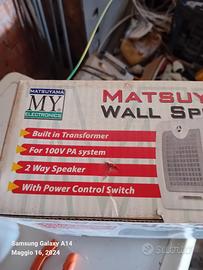 MATSUYAMA
MY
ELECTRONICS
MATSUY
WALL SP
Built in Transformer
For 100V PA system
2 Way Speaker
With Power Control Switch
Samsung Galaxy A14
Maggio 16, 2024
subito